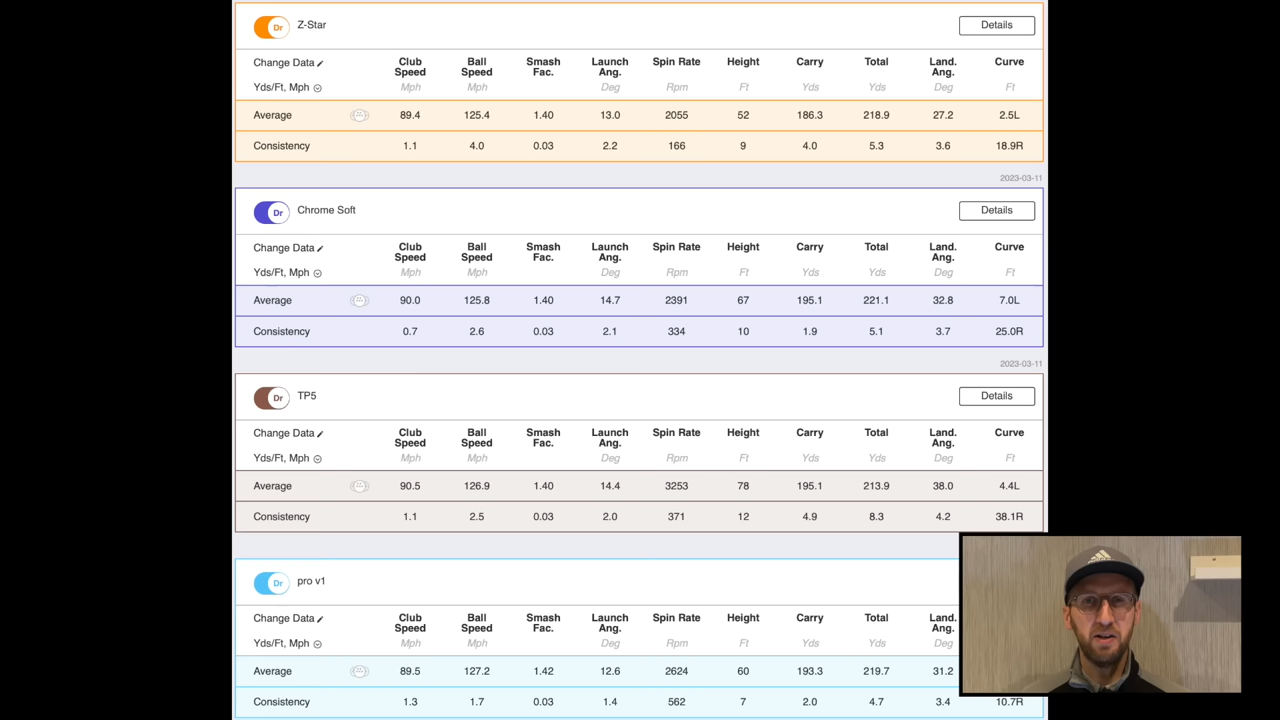 Dr Z-Star Details
Change Data Club Speed Ball Speed Smash Fac. Launch Ang. Spin Rate Height Carry Total Land. Ang. Curve
Yds/Ft, Mph Mph Mph Deg Rpm Ft Yds Yds Deg Ft
Average 89.4 125.4 1.40 13.0 2055 52 186.3 218.9 27.2 2.5L
Consistency 1.1 4.0 0.03 2.2 166 9 4.0 5.3 3.6 18.9R
2023-03-11
Dr Chrome Soft Details
Change Data Club Speed Ball Speed Smash Fac. Launch Ang. Spin Rate Height Carry Total Land. Ang. Curve
Yds/Ft, Mph Mph Mph Deg Rpm Ft Yds Yds Deg Ft
Average 90.0 125.8 1.40 14.7 2391 67 195.1 221.1 32.8 7.0L
Consistency 0.7 2.6 0.03 2.1 334 10 1.9 5.1 3.7 25.0R
2023-03-11
Dr TP5 Details
Change Data Club Speed Ball Speed Smash Fac. Launch Ang. Spin Rate Height Carry Total Land. Ang. Curve
Yds/Ft, Mph Mph Mph Deg Rpm Ft Yds Yds Deg Ft
Average 90.5 126.9 1.40 14.4 3253 78 195.1 213.9 38.0 4.4L
Consistency 1.1 2.5 0.03 2.0 371 12 4.9 8.3 4.2 38.1R
Dr pro v1
Change Data Club Speed Ball Speed Smash Fac. Launch Ang. Spin Rate Height Carry Total Land. Ang.
Yds/Ft, Mph Mph Mph Deg Rpm Ft Yds Yds
Average 89.5 127.2 1.42 12.6 2624 60 193.3 219.7 31.2
Consistency 1.3 1.7 0.03 1.4 562 7 2.0 4.7 3.4 10.7R